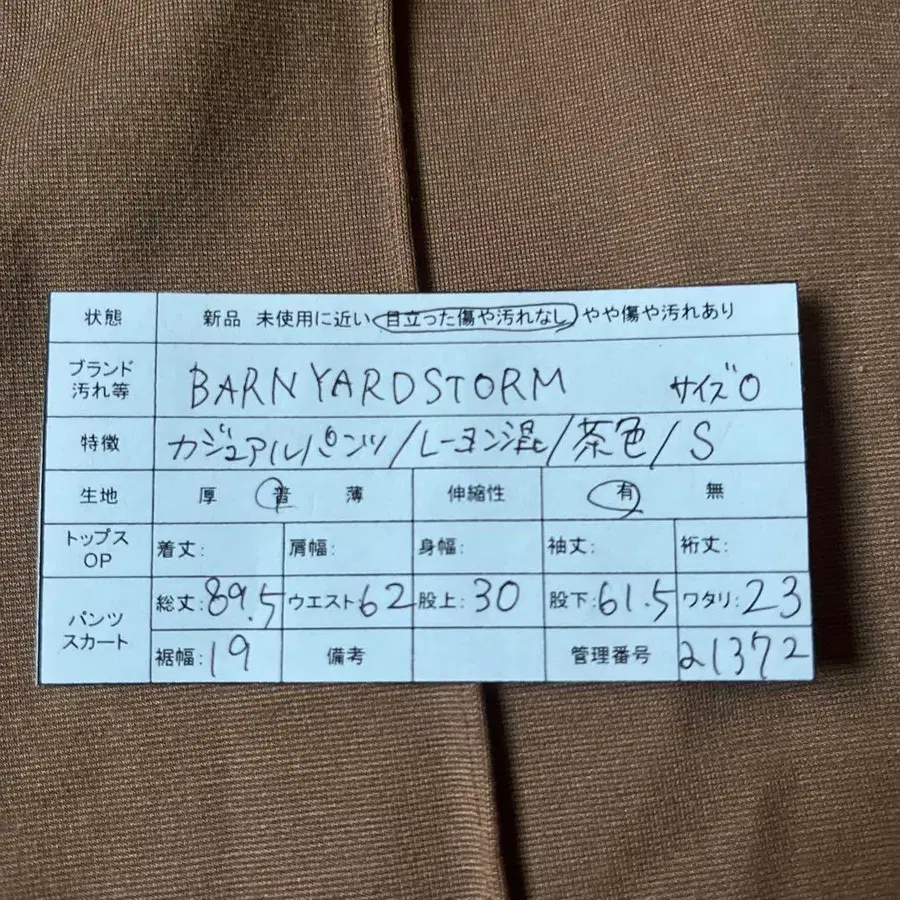 状態 新品 未使用に近い 目立った傷や汚れなし やや傷や汚れあり
ブランド 汚れ等 BARNYARDSTORM サイズ0
特徴 カジュアルパンツ/レーヨン混/茶色/S
生地 厚 普 薄 伸縮性 有 無
トップス OP 着丈: 肩幅: 身幅: 袖丈: 裄丈:
パンツ スカート 総丈:89.5 ウエスト62 股上:30 股下:61.5 ワタリ:23
裾幅:19 備考 管理番号 21372